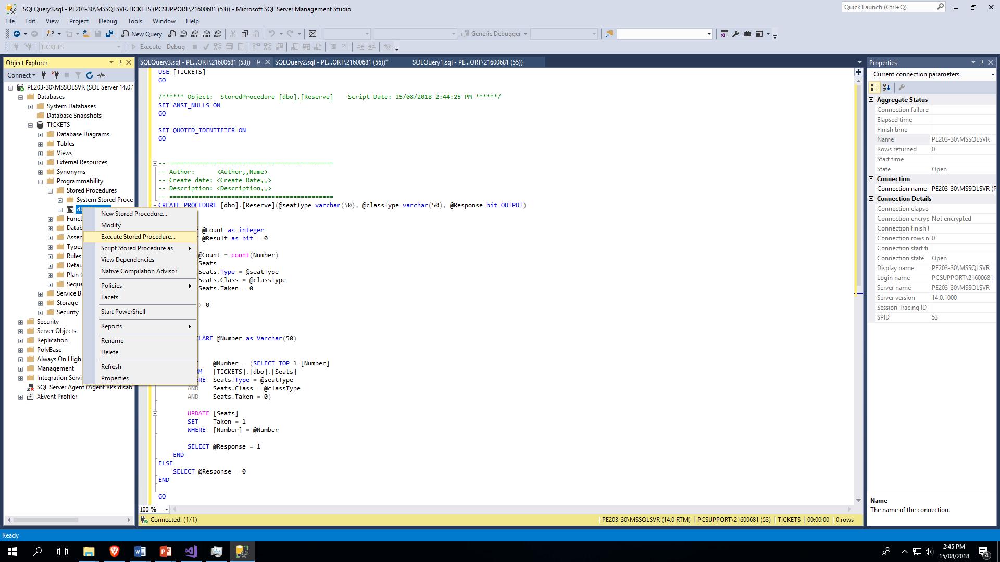 SQLQuery3.sql - PE203-30\MSSQLSVR.TICKETS (PCSUPPORT\21600681 (53)) - Microsoft SQL Server Management Studio
Quick Launch (Ctrl+Q)
File Edit View Project Debug Tools Window Help
New Query
MDX DMX XMLA DAX
Generic Debugger
TICKETS
Execute Debug
Object Explorer
Connect
PE203-30\MSSQLSVR (SQL Server 14.0.
Databases
System Databases
Database Snapshots
TICKETS
Database Diagrams
Tables
Views
External Resources
Synonyms
Programmability
Stored Procedures
System Stored Proce
Funct
Datab
Assen
Types
Rules
Defau
Plan
Seque
Service Br
Storage
Security
Security
Server Objects
Replication
PolyBase
Always On High
Management
Integration Servi
SQL Server Agent (Agent XPs disabl
XEvent Profiler
New Stored Procedure...
Modify
Execute Stored Procedure...
Script Stored Procedure as
View Dependencies
Native Compilation Advisor
Policies
Facets
Start PowerShell
Reports
Rename
Delete
Refresh
Properties
SQLQuery3.sql - PE...ORT\21600681 (53)) SQLQuery2.sql - PE...ORT\21600681 (56))* SQLQuery1.sql - PE...ORT\21600681 (55))
USE [TICKETS]
GO
/****** Object:  StoredProcedure [dbo].[Reserve]    Script Date: 15/08/2018 2:44:25 PM ******/
SET ANSI_NULLS ON
GO
SET QUOTED_IDENTIFIER ON
GO
-- =============================================
-- Author:      <Author,,Name>
-- Create date: <Create Date,,>
-- Description: <Description,,>
-- =============================================
CREATE PROCEDURE [dbo].[Reserve](@seatType varchar(50), @classType varchar(50), @Response bit OUTPUT)
@Count as integer
@Result as bit = 0
@Count = count(Number)
Seats
Seats.Type = @seatType
Seats.Class = @classType
Seats.Taken = 0
> 0
LARE @Number as Varchar(50)
@Number = (SELECT TOP 1 [Number]
OM [TICKETS].[dbo].[Seats]
RE Seats.Type = @seatType
AND Seats.Class = @classType
AND Seats.Taken = 0)
UPDATE [Seats]
SET Taken = 1
WHERE [Number] = @Number
SELECT @Response = 1
END
ELSE
SELECT @Response = 0
END
GO
100 %
Connected. (1/1)
PE203-30\MSSQLSVR (14.0 RTM) PCSUPPORT\21600681 (53) TICKETS 00:00:00 0 rows
Properties
Current connection parameters
Aggregate Status
Connection failures
Elapsed time
Finish time
Name PE203-30\MSSQLSVR
Rows returned 0
Start time
State Open
Connection
Connection name PE203-30\MSSQLSVR (P
Connection Details
Connection elapse
Connection encryp Not encrypted
Connection finish t
Connection rows re 0
Connection start ti
Connection state Open
Display name PE203-30\MSSQLSVR
Login name PCSUPPORT\21600681
Server name PE203-30\MSSQLSVR
Server version 14.0.1000
Session Tracing ID
SPID 53
Name
The name of the connection.
Ready
2:45 PM
15/08/2018
4